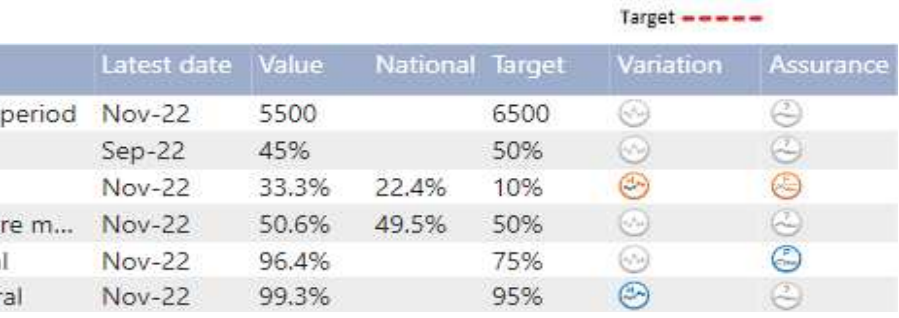 Target
Latest date Value National Target Variation Assurance
period Nov-22 5500 6500 ?
Sep-22 45% 50% ?
Nov-22 33.3% 22.4% 10%
re m... Nov-22 50.6% 49.5% 50% ?
l Nov-22 96.4% 75%
ral Nov-22 99.3% 95% ?